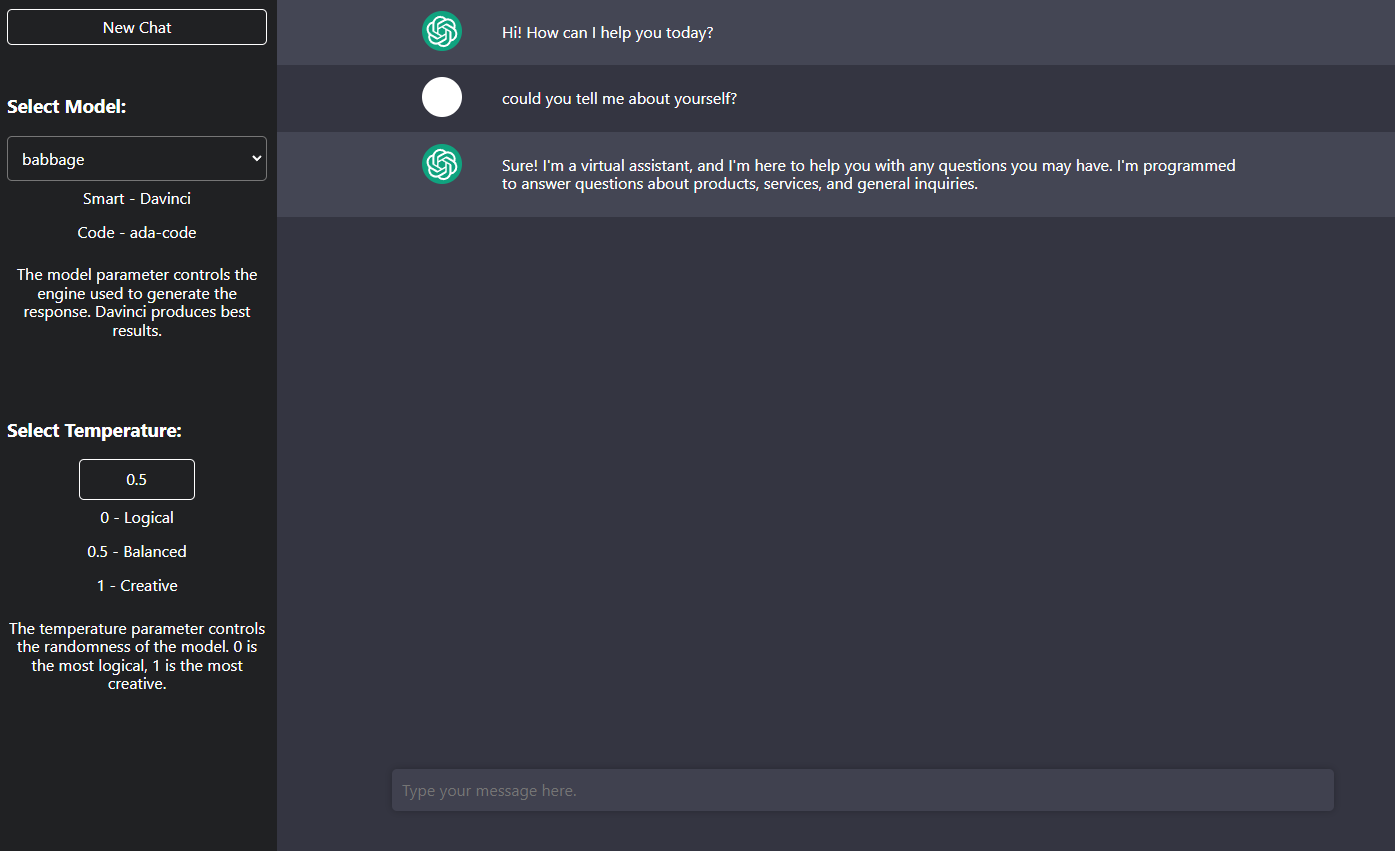 New Chat
Select Model:
babbage
Smart - Davinci
Code - ada-code
The model parameter controls the
engine used to generate the
response. Davinci produces best
results.
Select Temperature:
0.5
0 - Logical
0.5 - Balanced
1 - Creative
The temperature parameter controls
the randomness of the model. 0 is
the most logical, 1 is the most
creative.
Hi! How can I help you today?
could you tell me about yourself?
Sure! I'm a virtual assistant, and I'm here to help you with any questions you may have. I'm programmed
to answer questions about products, services, and general inquiries.
Type your message here.